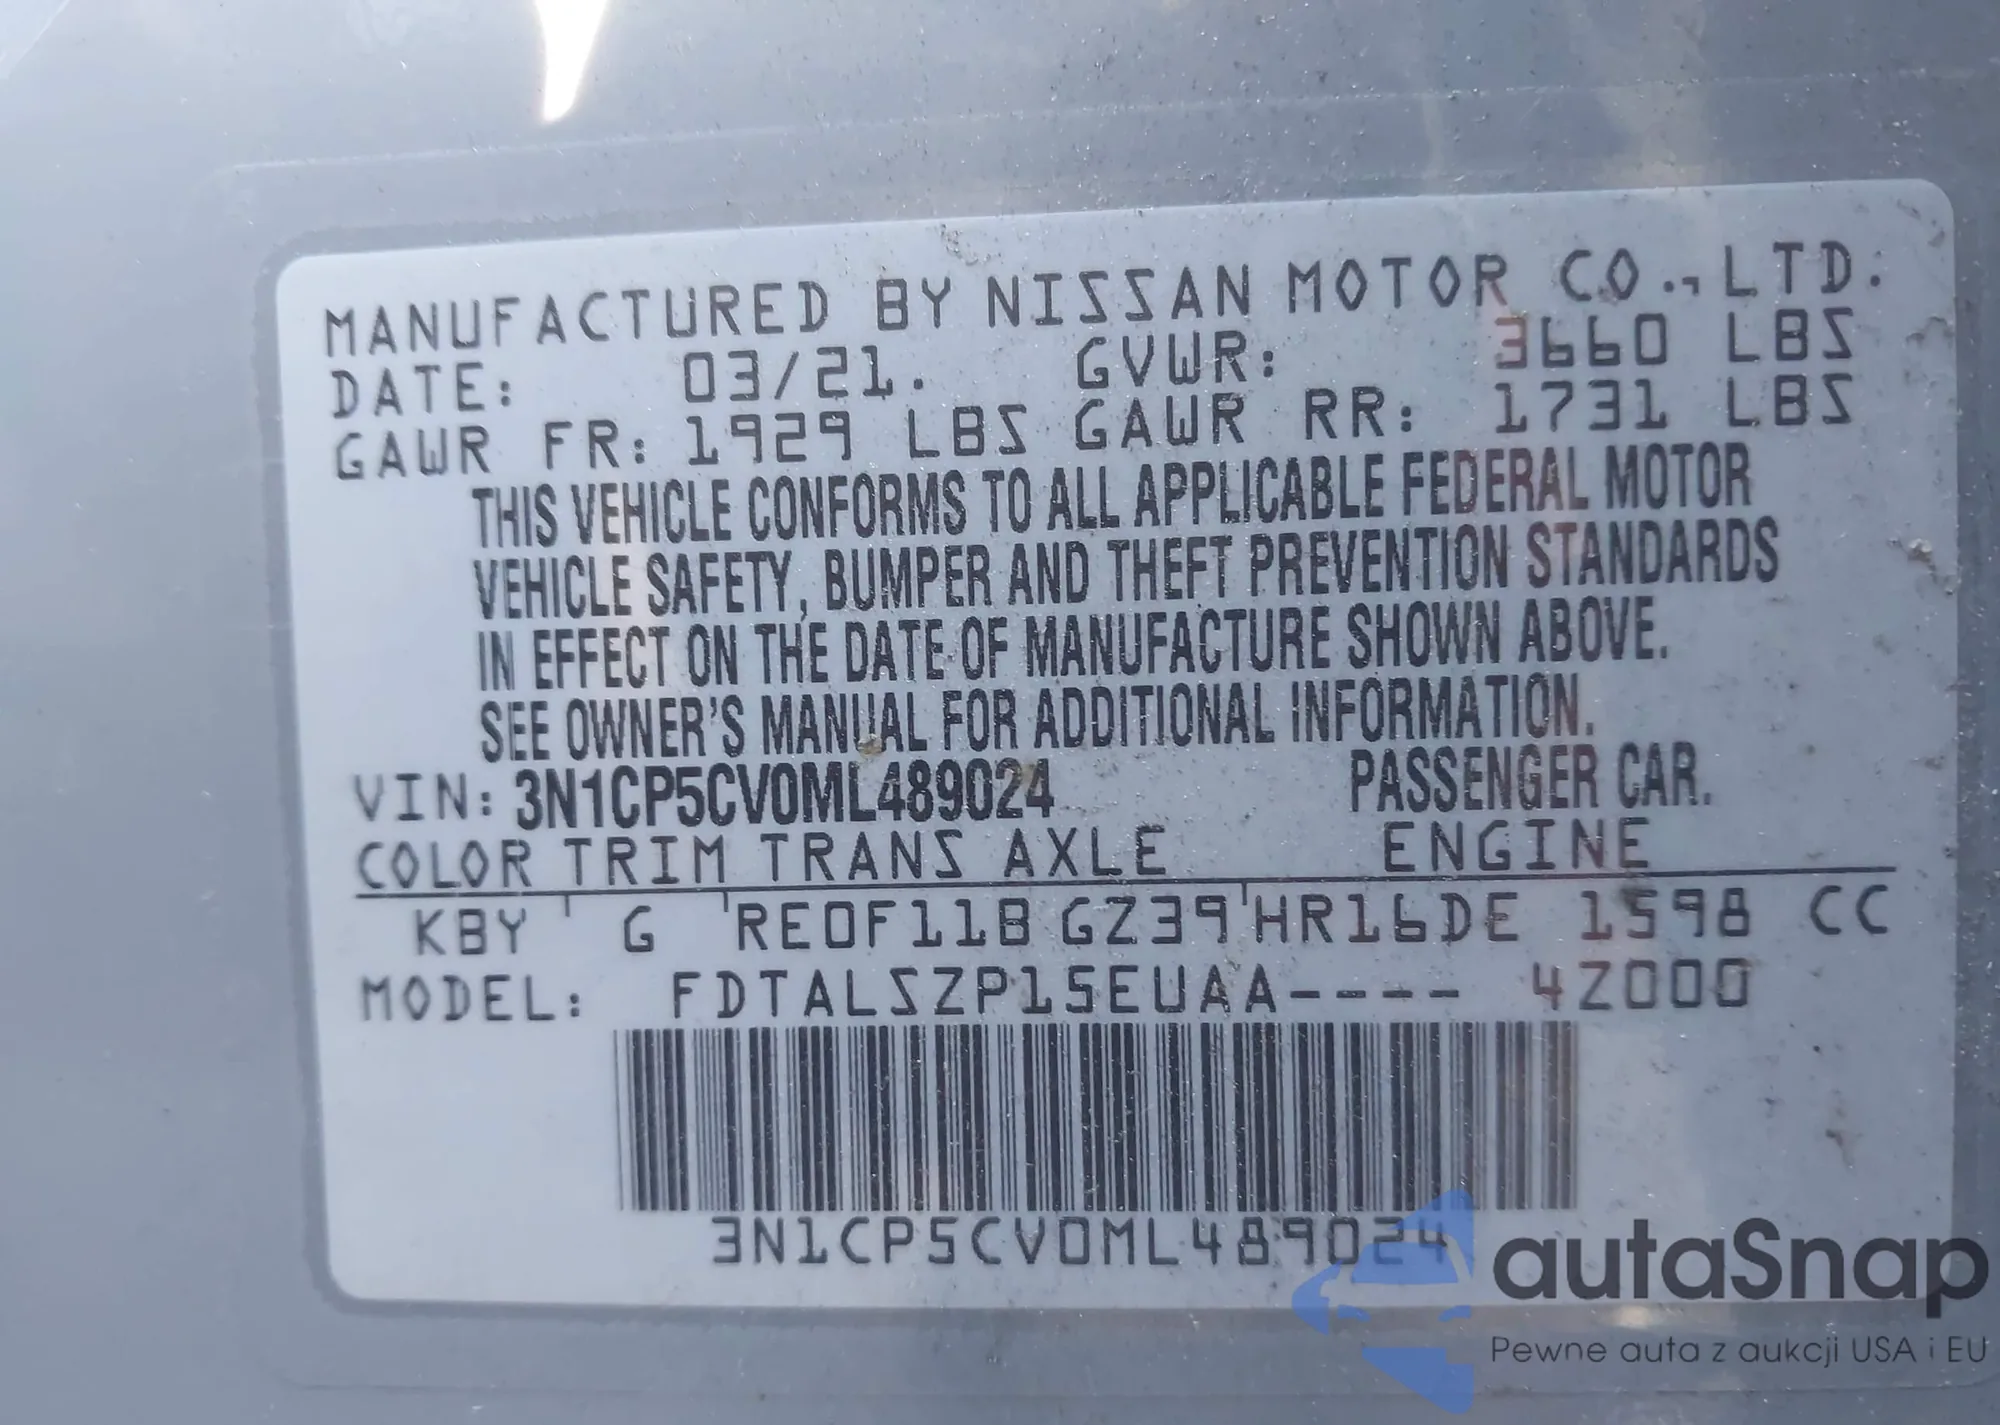 MANUFACTURED BY NISSAN MOTOR CO., LTD.
DATE: 03/21. GVWR: 3660 LBS
GAWR FR: 1929 LBS GAWR RR: 1731 LBS
THIS VEHICLE CONFORMS TO ALL APPLICABLE FEDERAL MOTOR
VEHICLE SAFETY, BUMPER AND THEFT PREVENTION STANDARDS
IN EFFECT ON THE DATE OF MANUFACTURE SHOWN ABOVE.
SEE OWNER'S MANUAL FOR ADDITIONAL INFORMATION.
VIN: 3N1CP5CV0ML489024 PASSENGER CAR.
COLOR TRIM TRANS AXLE ENGINE
KBY G RE0F11B GZ39 HR16DE 1598 CC
MODEL: FDTALSZP15EUAA---- 4Z000
3N1CP5CV0ML489024
autaSnap
Pewne auta z aukcji USA i EU